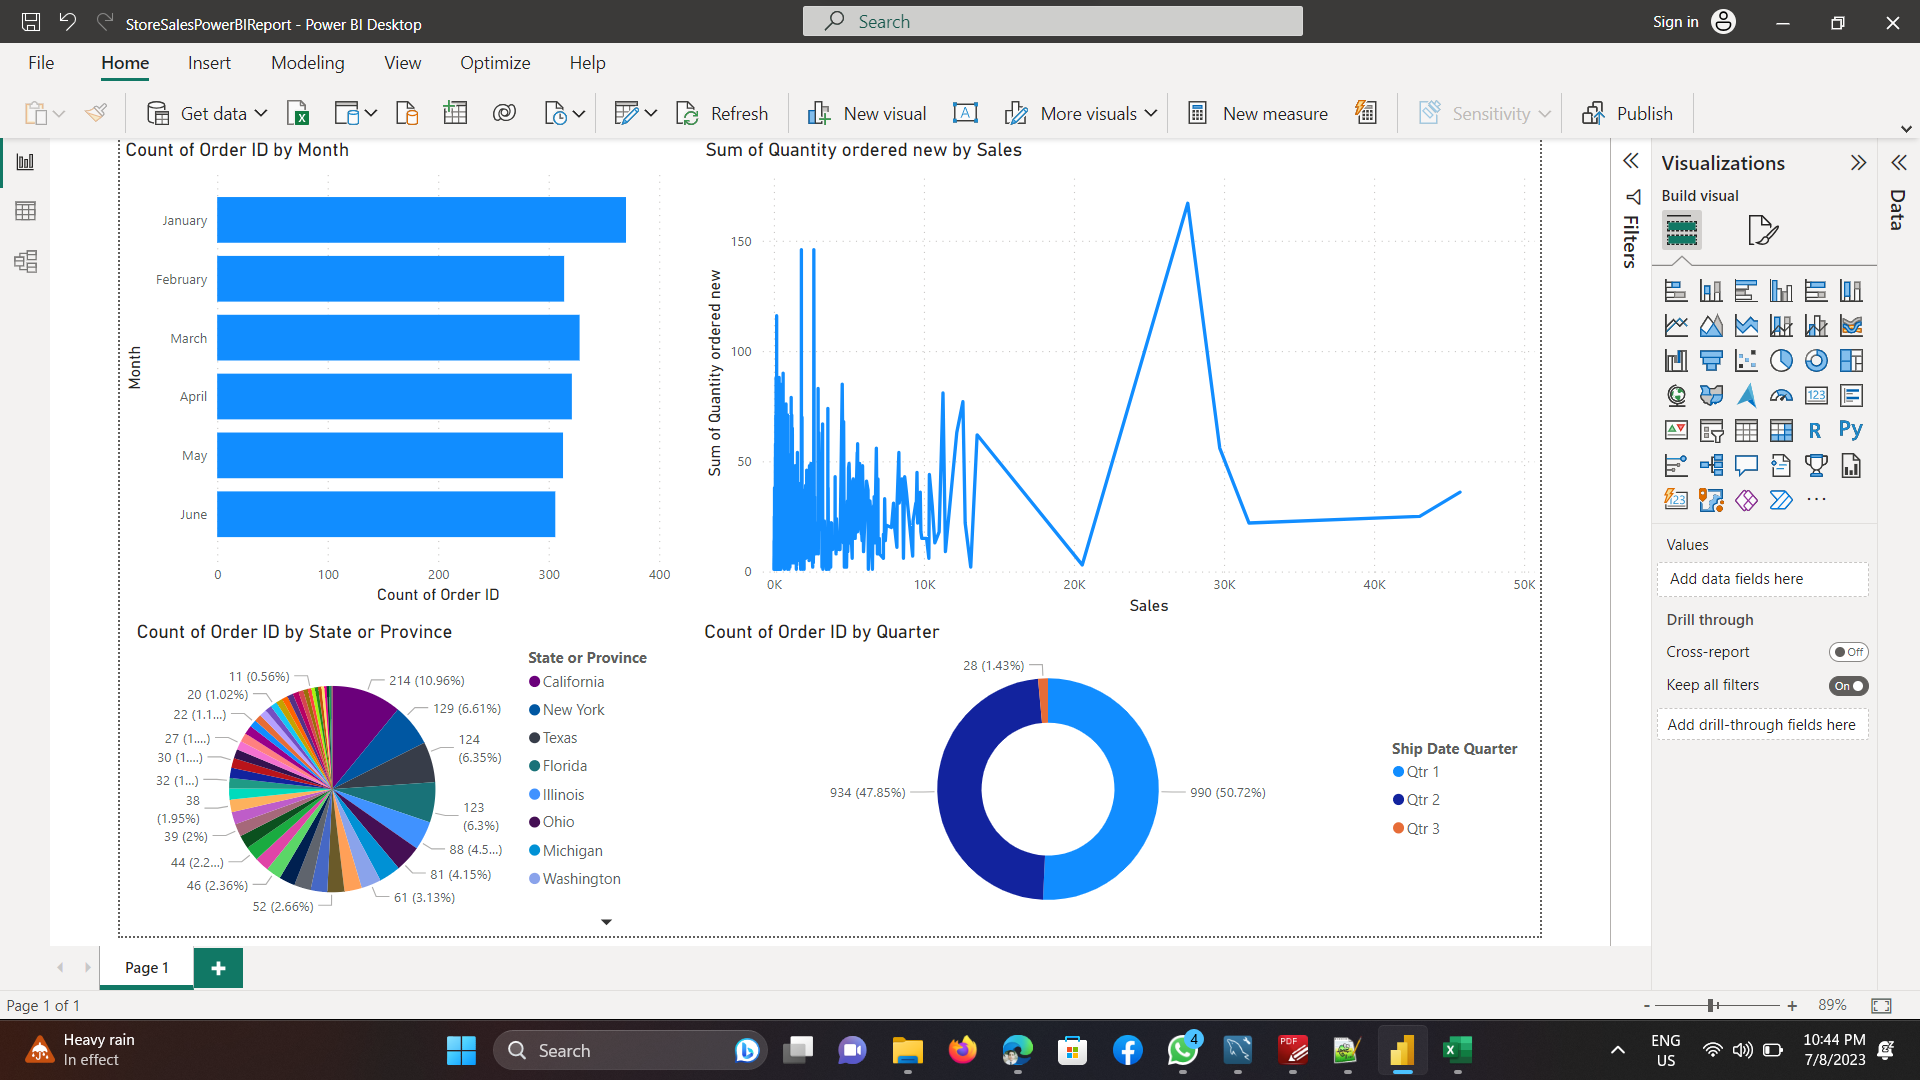 StoreSalesPowerBIReport - Power BI Desktop
Search
Sign in
File
Home
Insert
Modeling
View
Optimize
Help
Get data
Refresh
New visual
More visuals
New measure
Sensitivity
Publish
Count of Order ID by Month
January
February
March
April
May
June
Month
0
100
200
300
400
Count of Order ID
Sum of Quantity ordered new by Sales
150
100
50
0
Sum of Quantity ordered new
0K
10K
20K
30K
40K
50K
Sales
Count of Order ID by State or Province
11 (0.56%)
20 (1.02%)
22 (1.1...)
27 (1....)
30 (1....)
32 (1...)
38
(1.95%)
39 (2%)
44 (2.2...)
46 (2.36%)
52 (2.66%)
214 (10.96%)
129 (6.61%)
124
(6.35%)
123
(6.3%)
88 (4.5...)
81 (4.15%)
61 (3.13%)
State or Province
California
New York
Texas
Florida
Illinois
Ohio
Michigan
Washington
Count of Order ID by Quarter
28 (1.43%)
934 (47.85%)
990 (50.72%)
Ship Date Quarter
Qtr 1
Qtr 2
Qtr 3
Filters
Visualizations
Build visual
123
R
Py
123
Values
Add data fields here
Drill through
Cross-report
Off
Keep all filters
On
Add drill-through fields here
Data
Page 1
Page 1 of 1
- + 89%
Heavy rain
In effect
Search
4
PDF
ENG
US
10:44 PM
7/8/2023